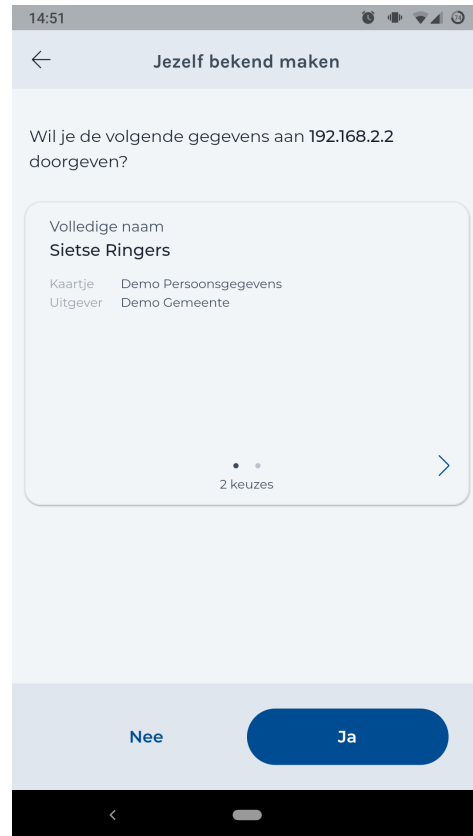 14:51
74
Jezelf bekend maken
Wil je de volgende gegevens aan 192.168.2.2
doorgeven?
Volledige naam
Sietse Ringers
Kaartje Demo Persoonsgegevens
Uitgever Demo Gemeente
2 keuzes
Nee Ja